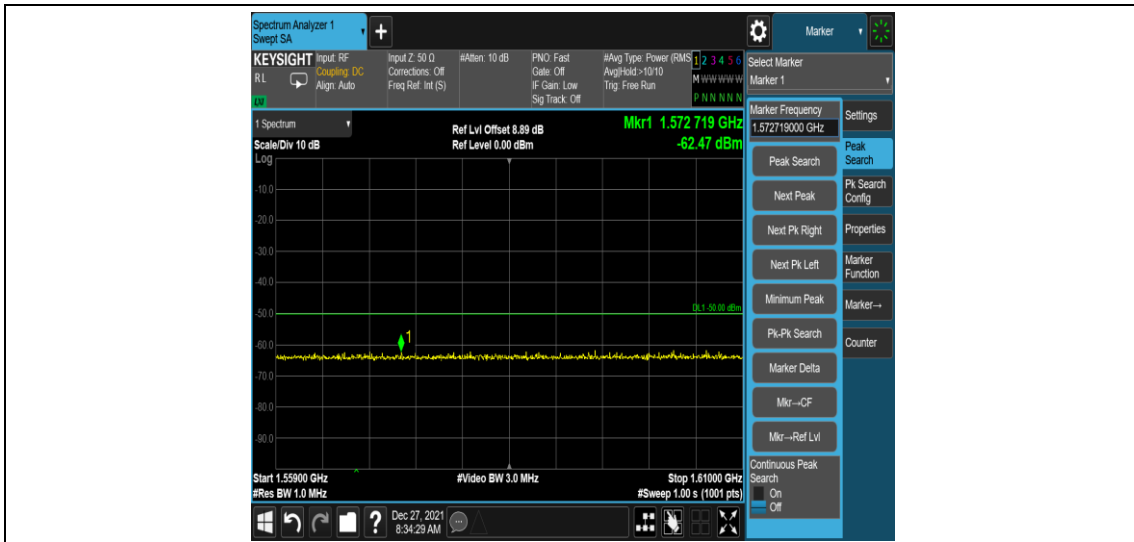 Spectrum Analyzer 1
Swept SA
+
Marker
KEYSIGHT
RL
LXI
Input: RF
Coupling: DC
Align: Auto
Input Z: 50 Ω
Corrections: Off
Freq Ref: Int (S)
#Atten: 10 dB
PNO: Fast
Gate: Off
IF Gain: Low
Sig Track: Off
#Avg Type: Power (RMS
Avg|Hold:>10/10
Trig: Free Run
1 2 3 4 5 6
M W W W W W
P N N N N N
Select Marker
Marker 1
1 Spectrum
Scale/Div 10 dB
Log
Ref Lvl Offset 8.89 dB
Ref Level 0.00 dBm
Mkr1 1.572 719 GHz
-62.47 dBm
-10.0
-20.0
-30.0
-40.0
-50.0
-60.0
-70.0
-80.0
-90.0
DL1 -50.00 dBm
1
Start 1.55900 GHz
#Res BW 1.0 MHz
#Video BW 3.0 MHz
Stop 1.61000 GHz
#Sweep 1.00 s (1001 pts)
Marker Frequency
1.572719000 GHz
Peak Search
Next Peak
Next Pk Right
Next Pk Left
Minimum Peak
Pk-Pk Search
Marker Delta
Mkr→CF
Mkr→Ref Lvl
Continuous Peak
Search
On
Off
Settings
Peak
Search
Pk Search
Config
Properties
Marker
Function
Marker→
Counter
?
Dec 27, 2021
8:34:29 AM